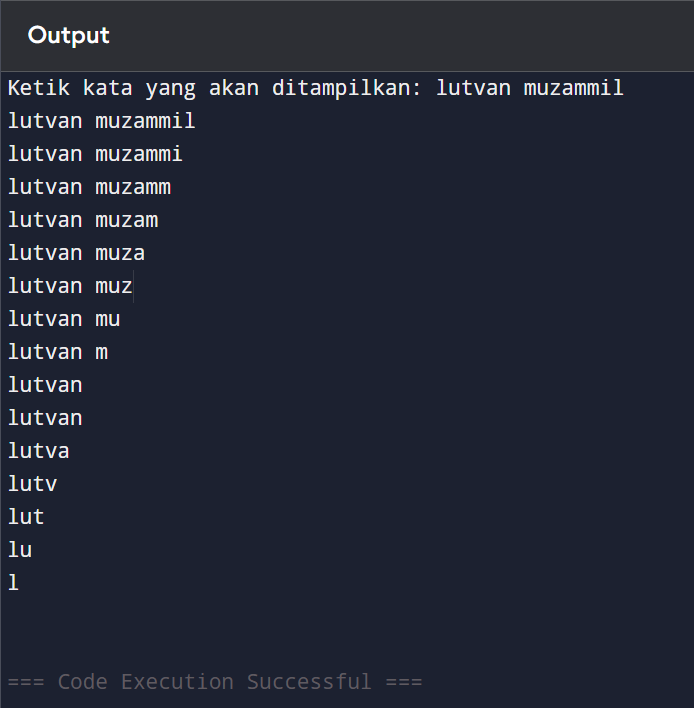 Output
Ketik kata yang akan ditampilkan: lutvan muzammil
lutvan muzammil
lutvan muzammi
lutvan muzamm
lutvan muzam
lutvan muza
lutvan muz
lutvan mu
lutvan m
lutvan
lutvan
lutva
lutv
lut
lu
l
=== Code Execution Successful ===